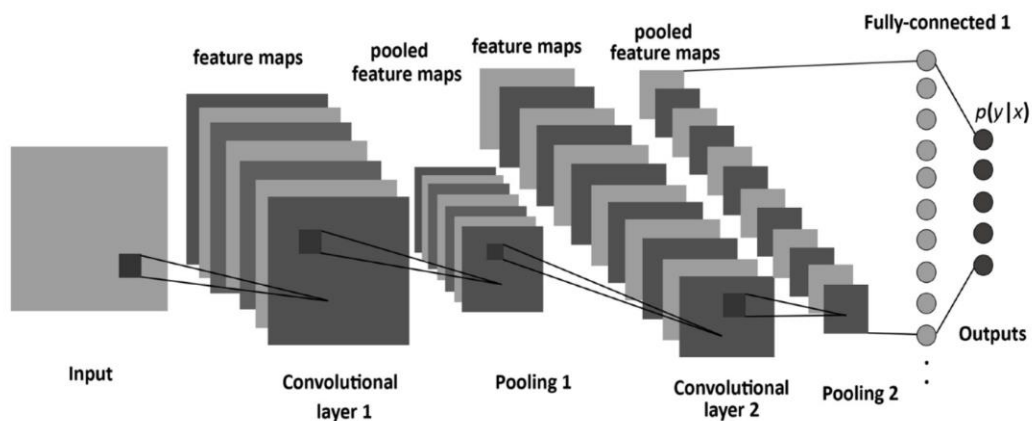 Fully-connected 1
feature maps
pooled
feature maps
feature maps
pooled
feature maps
p(y|x)
Input
Convolutional
layer 1
Pooling 1
Convolutional
layer 2
Pooling 2
Outputs